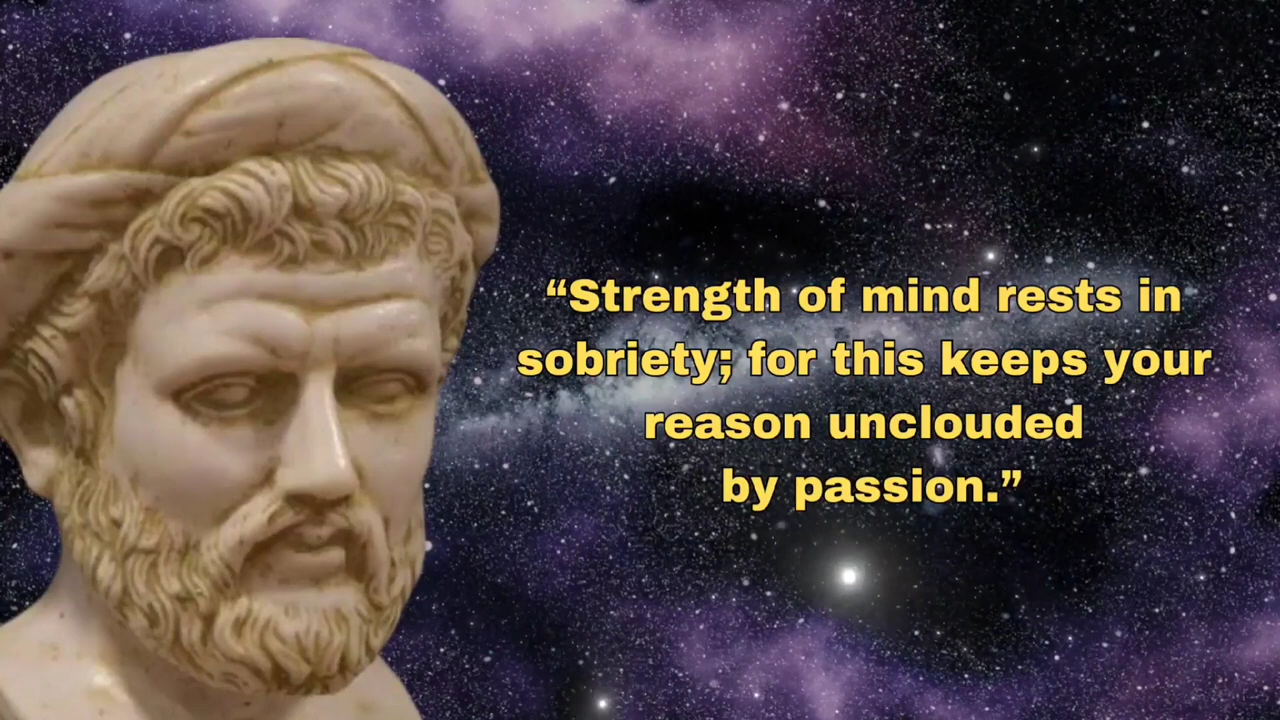 “Strength of mind rests in
sobriety; for this keeps your
reason unclouded
by passion.”